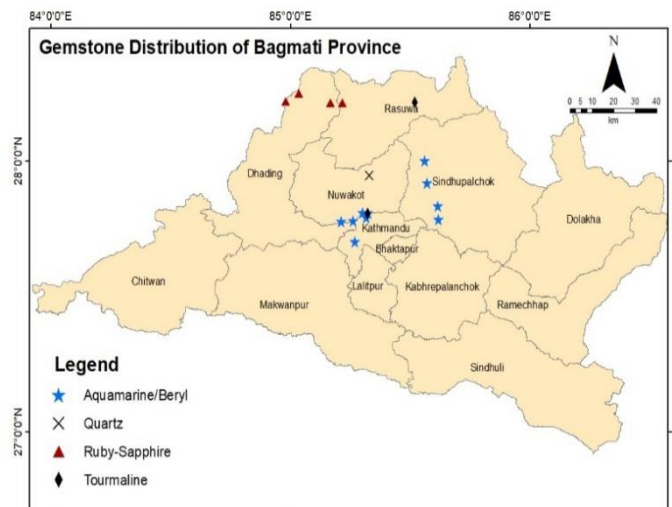 84°0'0"E 85°0'0"E 86°0'0"E
Gemstone Distribution of Bagmati Province
N
0 5 10 20 30 40
km
28°0'0"N
27°0'0"N
Rasuwa
Dhading
Nuwakot
Sindhupalchok
Dolakha
Kathmandu
Bhaktapur
Chitwan
Makwanpur
Lalitpur
Kabhrepalanchok
Ramechhap
Sindhuli
Legend
Aquamarine/Beryl
Quartz
Ruby-Sapphire
Tourmaline